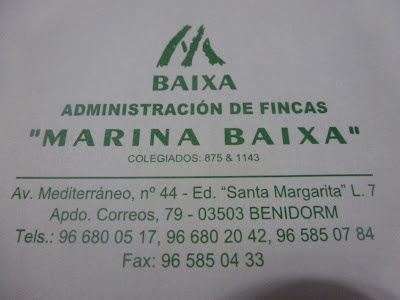 BAIXA
ADMINISTRACIÓN DE FINCAS
"MARINA BAIXA"
COLEGIADOS: 875 & 1143
Av. Mediterráneo, nº 44 - Ed. “Santa Margarita” L. 7
Apdo. Correos, 79 - 03503 BENIDORM
Tels.: 96 680 05 17, 96 680 20 42, 96 585 07 84
Fax: 96 585 04 33